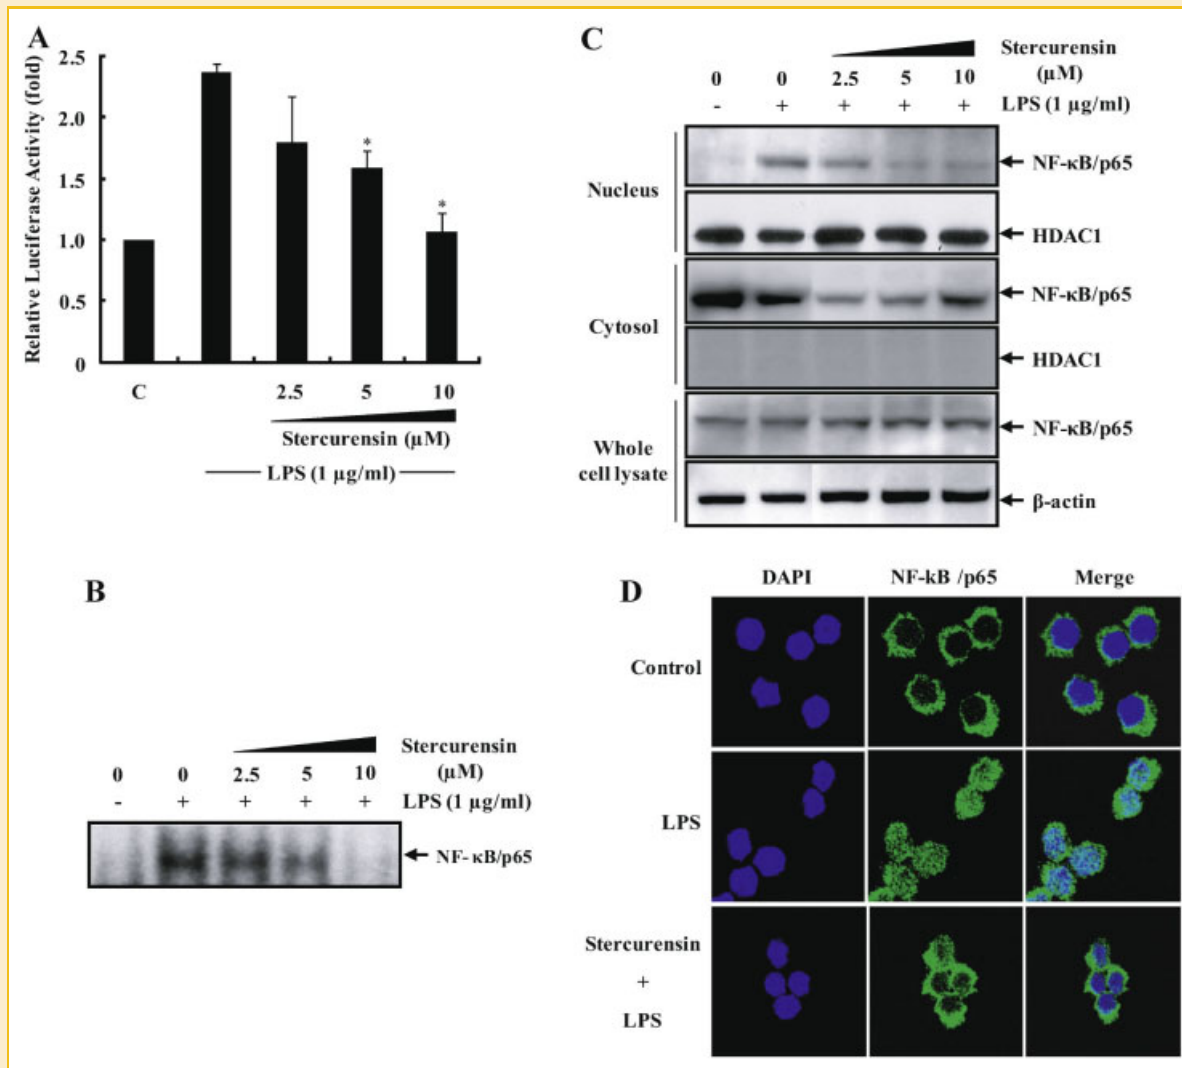 A
Relative Luciferase Activity (fold)
2.5
2.0
1.5
1.0
0.5
0
*
*
C
2.5
5
10
Stercurensin (µM)
LPS (1 µg/ml)
B
Stercurensin
(µM)
0
0
2.5
5
10
-
+
+
+
+
LPS (1 µg/ml)
NF-κB/p65
C
Stercurensin
(µM)
0
0
2.5
5
10
-
+
+
+
+
LPS (1 µg/ml)
Nucleus
NF-κB/p65
HDAC1
Cytosol
NF-κB/p65
HDAC1
Whole
cell lysate
NF-κB/p65
β-actin
D
DAPI
NF-kB /p65
Merge
Control
LPS
Stercurensin
+
LPS